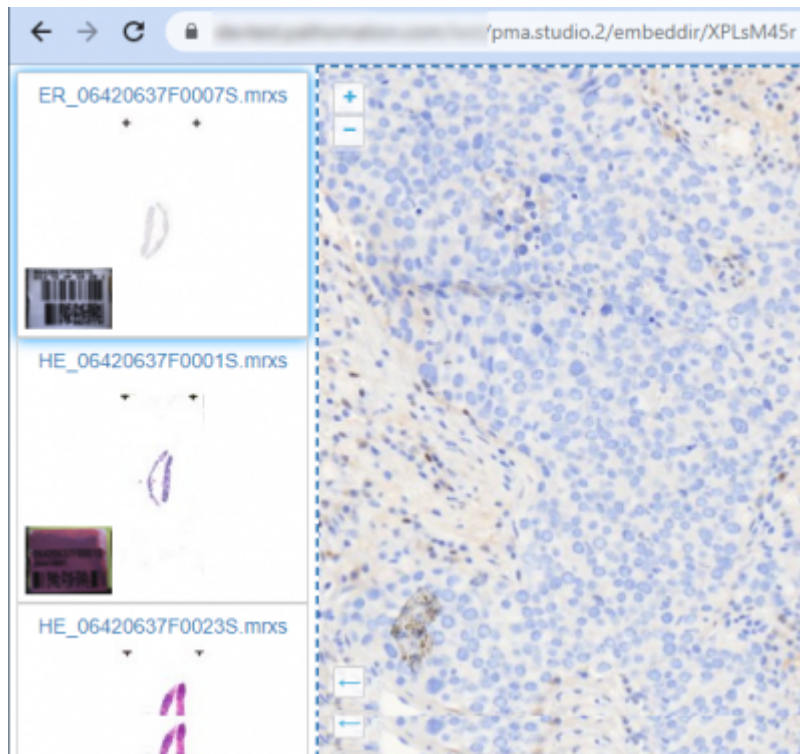 /pma.studio.2/embeddir/XPLsM45r
ER_06420637F0007S.mrxs
+
−
HE_06420637F0001S.mrxs
HE_06420637F0023S.mrxs